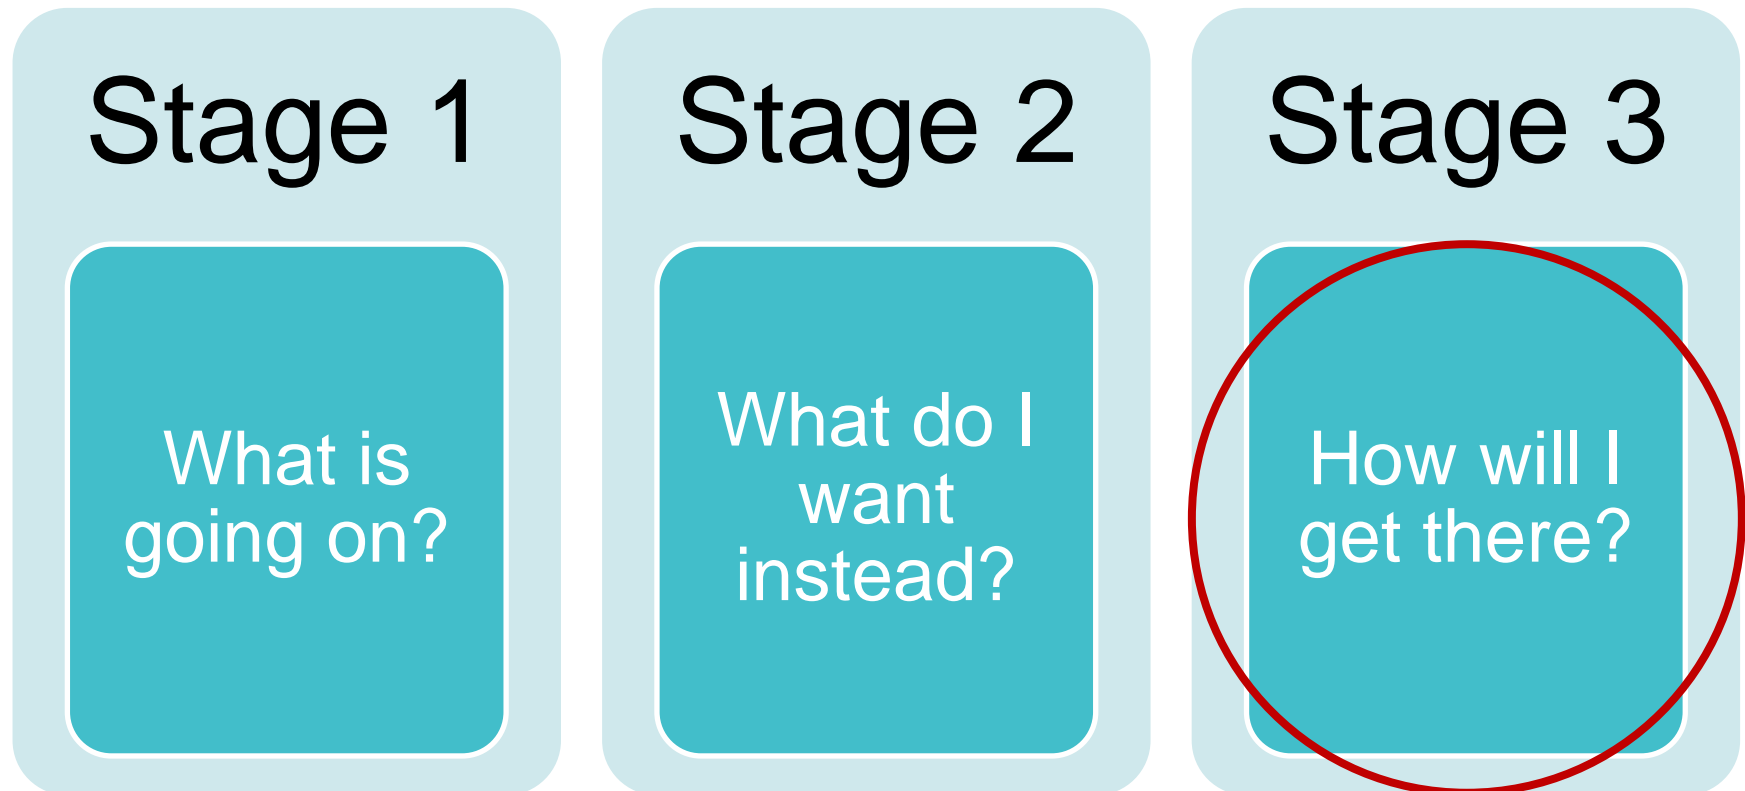 Stage 1
What is
going on?
Stage 2
What do I
want
instead?
Stage 3
How will I
get there?